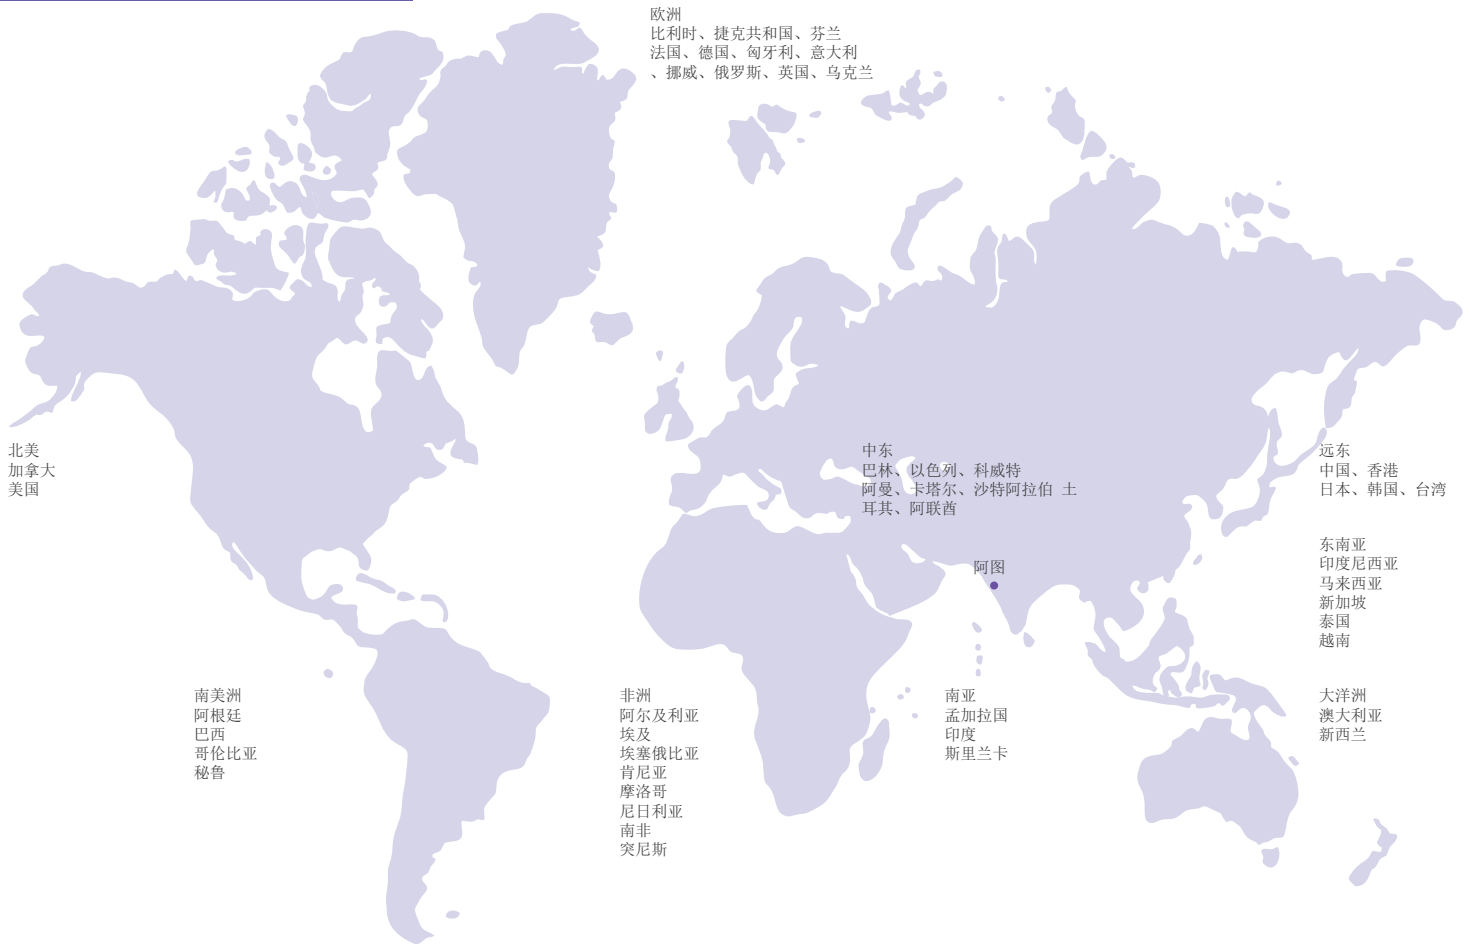 欧洲
比利时、捷克共和国、芬兰
法国、德国、匈牙利、意大利
、挪威、俄罗斯、英国、乌克兰
北美
加拿大
美国
中东
巴林、以色列、科威特
阿曼、卡塔尔、沙特阿拉伯 土
耳其、阿联酋
远东
中国、香港
日本、韩国、台湾
阿图
东南亚
印度尼西亚
马来西亚
新加坡
泰国
越南
南美洲
阿根廷
巴西
哥伦比亚
秘鲁
非洲
阿尔及利亚
埃及
埃塞俄比亚
肯尼亚
摩洛哥
尼日利亚
南非
突尼斯
南亚
孟加拉国
印度
斯里兰卡
大洋洲
澳大利亚
新西兰